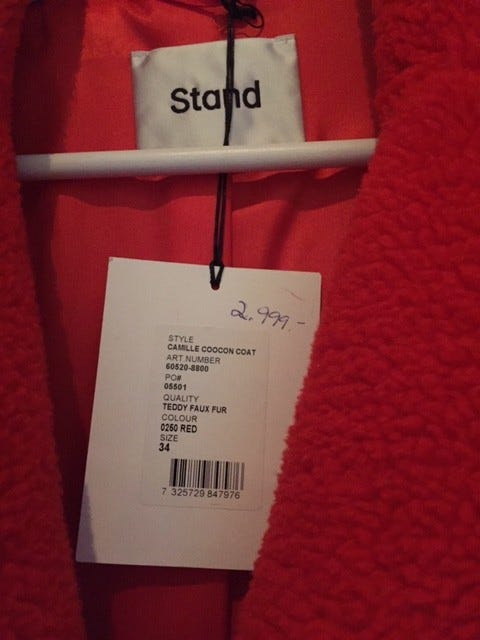 Stand
2.999.-
STYLE
CAMILLE COOCON COAT
ART.NUMBER
60520-8800
PO#
05501
QUALITY
TEDDY FAUX FUR
COLOUR
0250 RED
SIZE
34
7 325729 847976